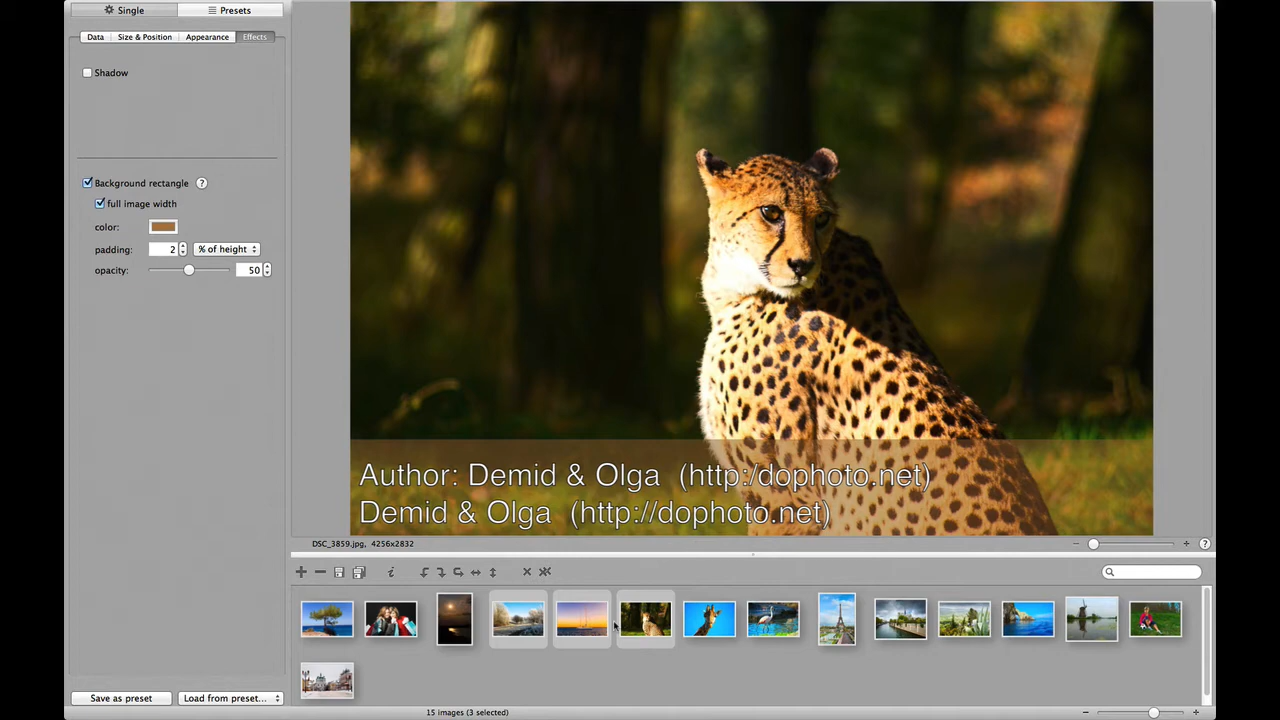 Single
Presets
Data
Size & Position
Appearance
Effects
Shadow
Background rectangle ?
full image width
color:
padding: 2 % of height
opacity: 50
Author: Demid & Olga (http:/dophoto.net)
Demid & Olga (http://dophoto.net)
DSC_3859.jpg, 4256x2832
?
Save as preset
Load from preset...
15 images (3 selected)